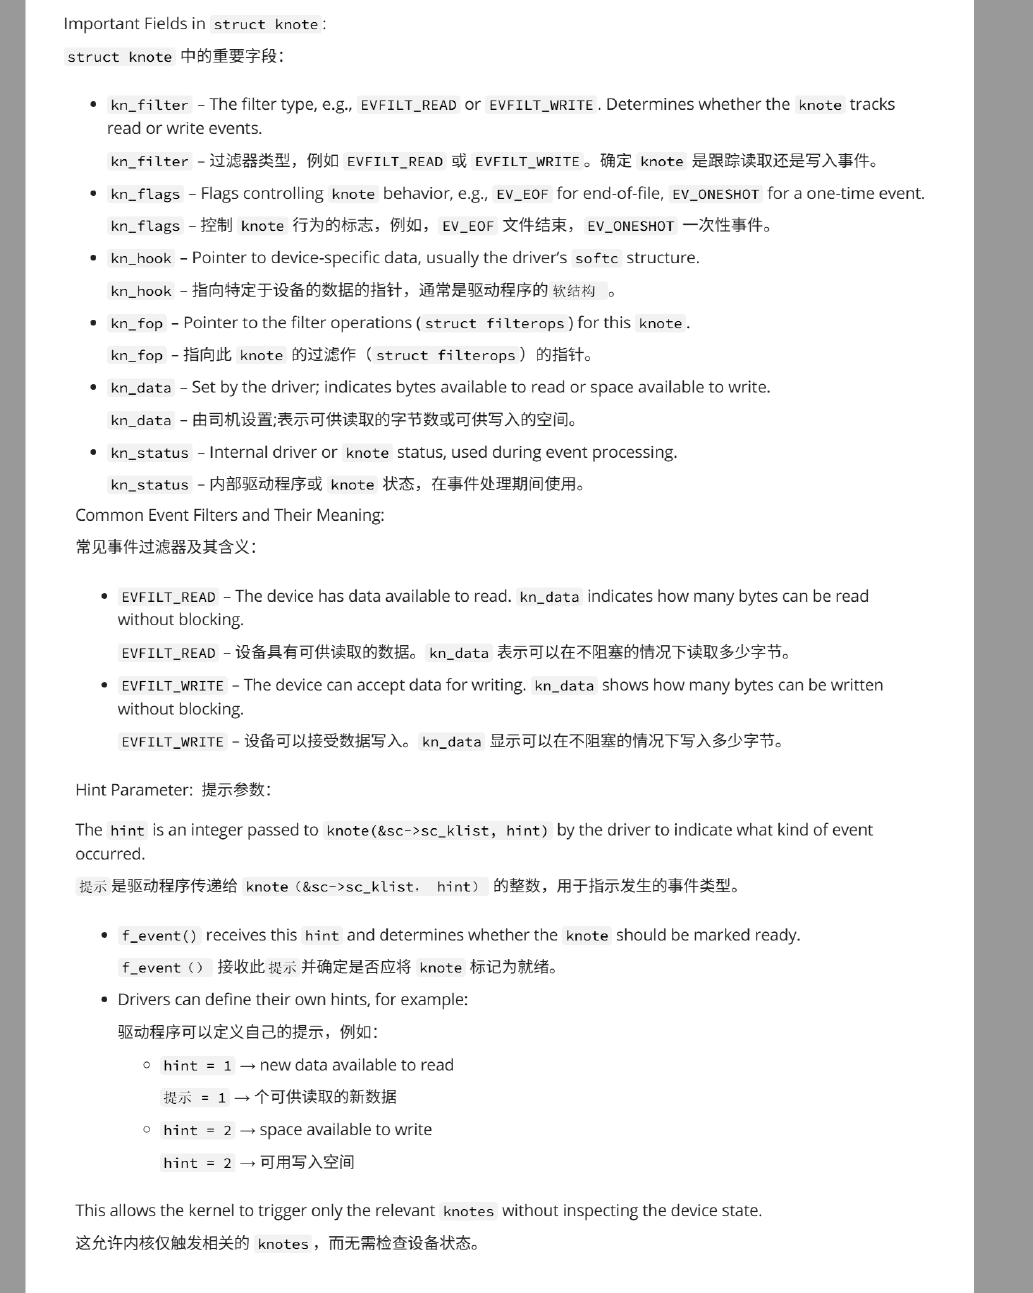 Important Fields in struct knote:
struct knote 中的重要字段：
• kn_filter – The filter type, e.g., EVFILT_READ or EVFILT_WRITE. Determines whether the knote tracks
read or write events.
kn_filter – 过滤器类型，例如 EVFILT_READ 或 EVFILT_WRITE。确定 knote 是跟踪读取还是写入事件。
• kn_flags – Flags controlling knote behavior, e.g., EV_EOF for end-of-file, EV_ONESHOT for a one-time event.
kn_flags – 控制 knote 行为的标志，例如， EV_EOF 文件结束， EV_ONESHOT 一次性事件。
• kn_hook – Pointer to device-specific data, usually the driver’s softc structure.
kn_hook – 指向特定于设备的数据的指针，通常是驱动程序的 软结构 。
• kn_fop – Pointer to the filter operations (struct filterops) for this knote.
kn_fop – 指向此 knote 的过滤作（struct filterops）的指针。
• kn_data – Set by the driver; indicates bytes available to read or space available to write.
kn_data – 由司机设置;表示可供读取的字节数或可供写入的空间。
• kn_status – Internal driver or knote status, used during event processing.
kn_status – 内部驱动程序或 knote 状态，在事件处理期间使用。
Common Event Filters and Their Meaning:
常见事件过滤器及其含义：
• EVFILT_READ – The device has data available to read. kn_data indicates how many bytes can be read
without blocking.
EVFILT_READ – 设备具有可供读取的数据。kn_data 表示可以在不阻塞的情况下读取多少字节。
• EVFILT_WRITE – The device can accept data for writing. kn_data shows how many bytes can be written
without blocking.
EVFILT_WRITE – 设备可以接受数据写入。kn_data 显示可以在不阻塞的情况下写入多少字节。
Hint Parameter: 提示参数：
The hint is an integer passed to knote(&sc->sc_klist, hint) by the driver to indicate what kind of event
occurred.
提示 是驱动程序传递给 knote（&sc->sc_klist， hint） 的整数，用于指示发生的事件类型。
• f_event() receives this hint and determines whether the knote should be marked ready.
f_event（） 接收此 提示 并确定是否应将 knote 标记为就绪。
• Drivers can define their own hints, for example:
驱动程序可以定义自己的提示，例如：
◦ hint = 1 → new data available to read
提示 = 1 → 个可供读取的新数据
◦ hint = 2 → space available to write
hint = 2 → 可用写入空间
This allows the kernel to trigger only the relevant knotes without inspecting the device state.
这允许内核仅触发相关的 knotes，而无需检查设备状态。